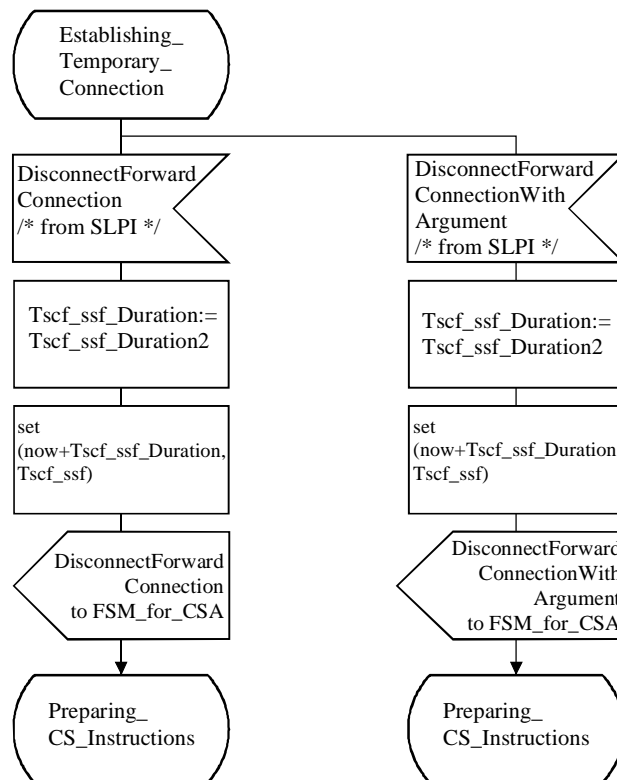 Establishing_
Temporary_
Connection
DisconnectForward
Connection
/* from SLPI */
Tscf_ssf_Duration:=
Tscf_ssf_Duration2
set
(now+Tscf_ssf_Duration,
Tscf_ssf)
DisconnectForward
Connection
to FSM_for_CSA
Preparing_
CS_Instructions
DisconnectForward
ConnectionWith
Argument
/* from SLPI */
Tscf_ssf_Duration:=
Tscf_ssf_Duration2
set
(now+Tscf_ssf_Duration
Tscf_ssf)
DisconnectForward
ConnectionWith
Argument
to FSM_for_CSA
Preparing_
CS_Instructions